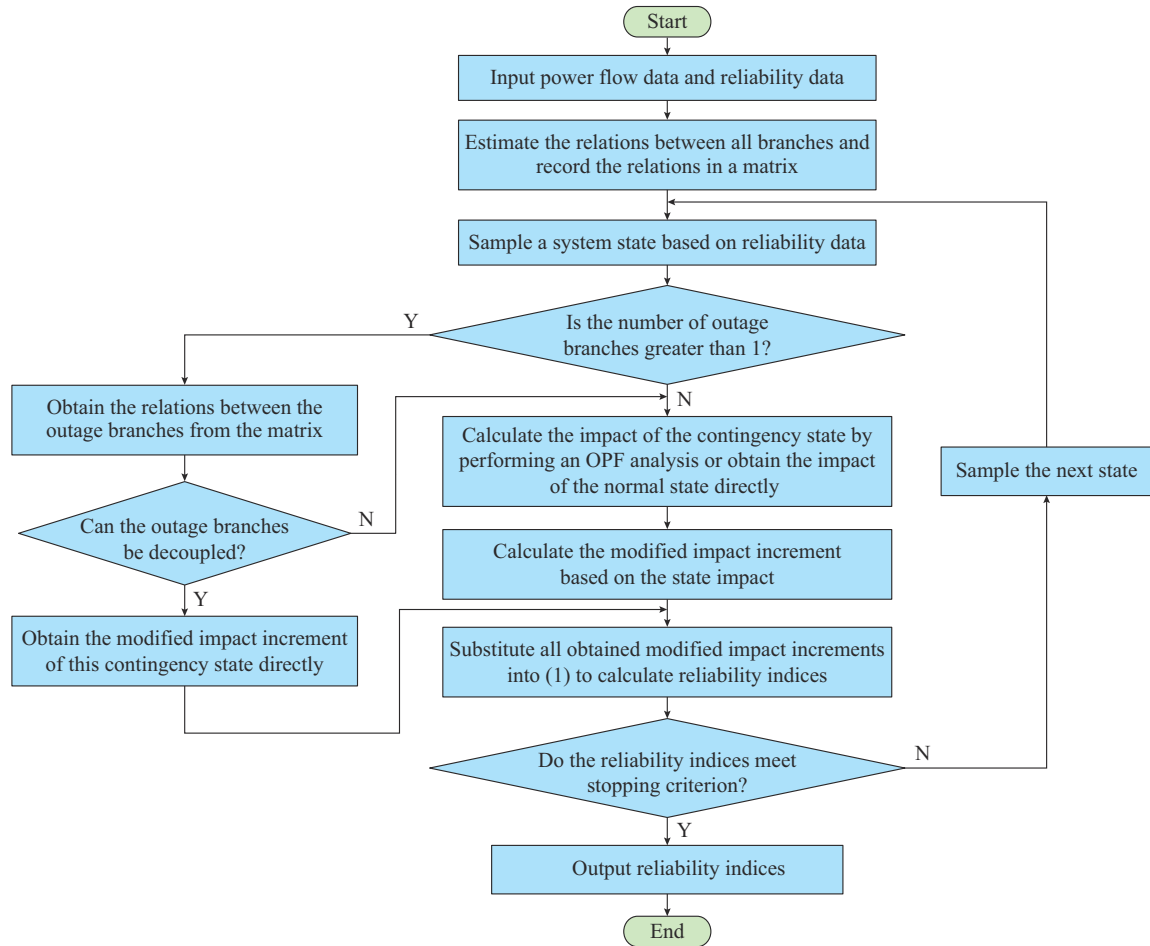 Start
Input power flow data and reliability data
Estimate the relations between all branches and
record the relations in a matrix
Sample a system state based on reliability data
Is the number of outage
branches greater than 1?
Y
N
Obtain the relations between the
outage branches from the matrix
Can the outage branches
be decoupled?
N
Y
Obtain the modified impact increment
of this contingency state directly
Calculate the impact of the contingency state by
performing an OPF analysis or obtain the impact
of the normal state directly
Calculate the modified impact increment
based on the state impact
Substitute all obtained modified impact increments
into (1) to calculate reliability indices
Do the reliability indices meet
stopping criterion?
N
Sample the next state
Y
Output reliability indices
End